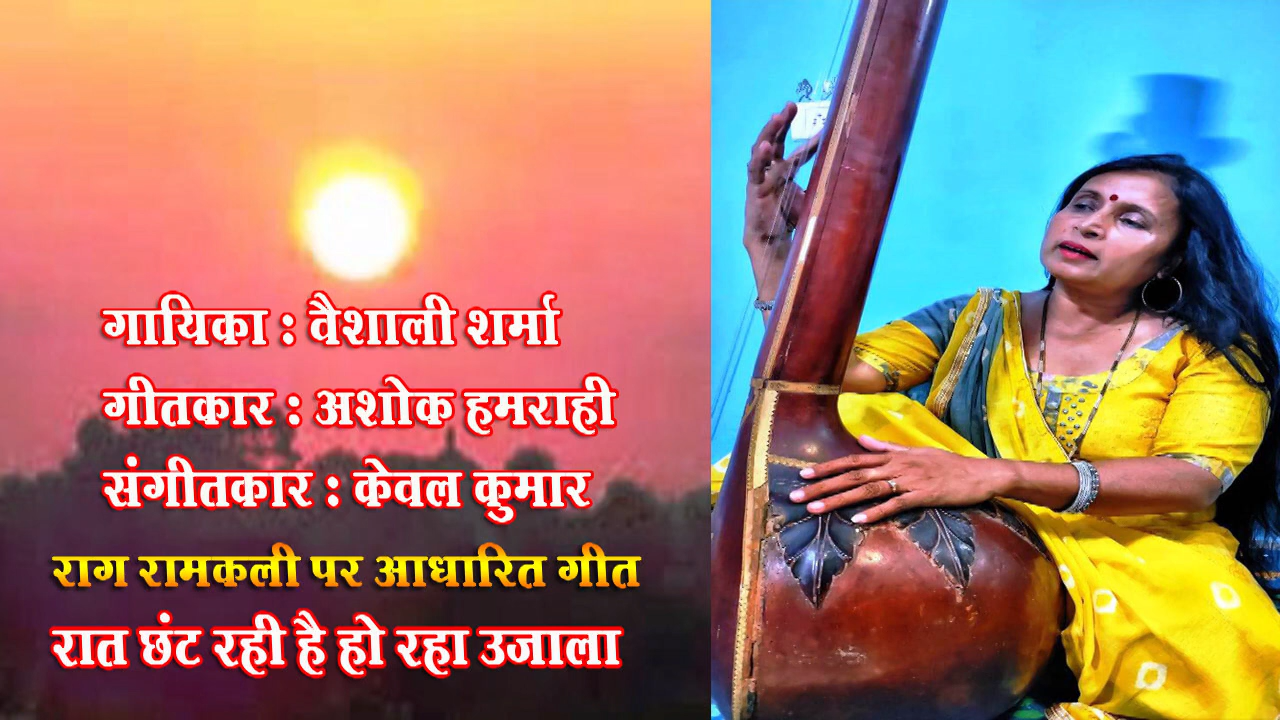 गायिका : वैशाली शर्मा
गीतकार : अशोक हमराही
संगीतकार : केवल कुमार
राग रामकली पर आधारित गीत
रात छंट रही है हो रहा उजाला